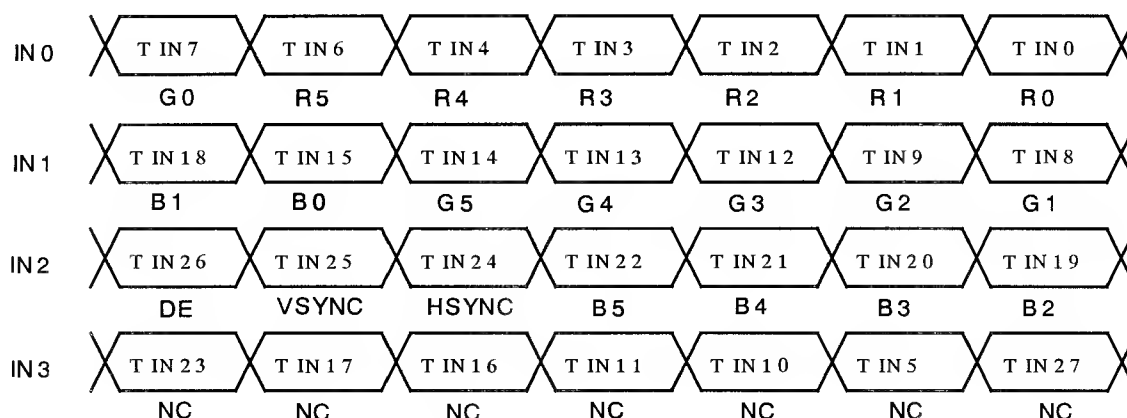 IN 0 T IN 7 T IN 6 T IN 4 T IN 3 T IN 2 T IN 1 T IN 0
G0 R5 R4 R3 R2 R1 R0
IN 1 T IN 18 T IN 15 T IN 14 T IN 13 T IN 12 T IN 9 T IN 8
B1 B0 G5 G4 G3 G2 G1
IN 2 T IN 26 T IN 25 T IN 24 T IN 22 T IN 21 T IN 20 T IN 19
DE VSYNC HSYNC B5 B4 B3 B2
IN 3 T IN 23 T IN 17 T IN 16 T IN 11 T IN 10 T IN 5 T IN 27
NC NC NC NC NC NC NC